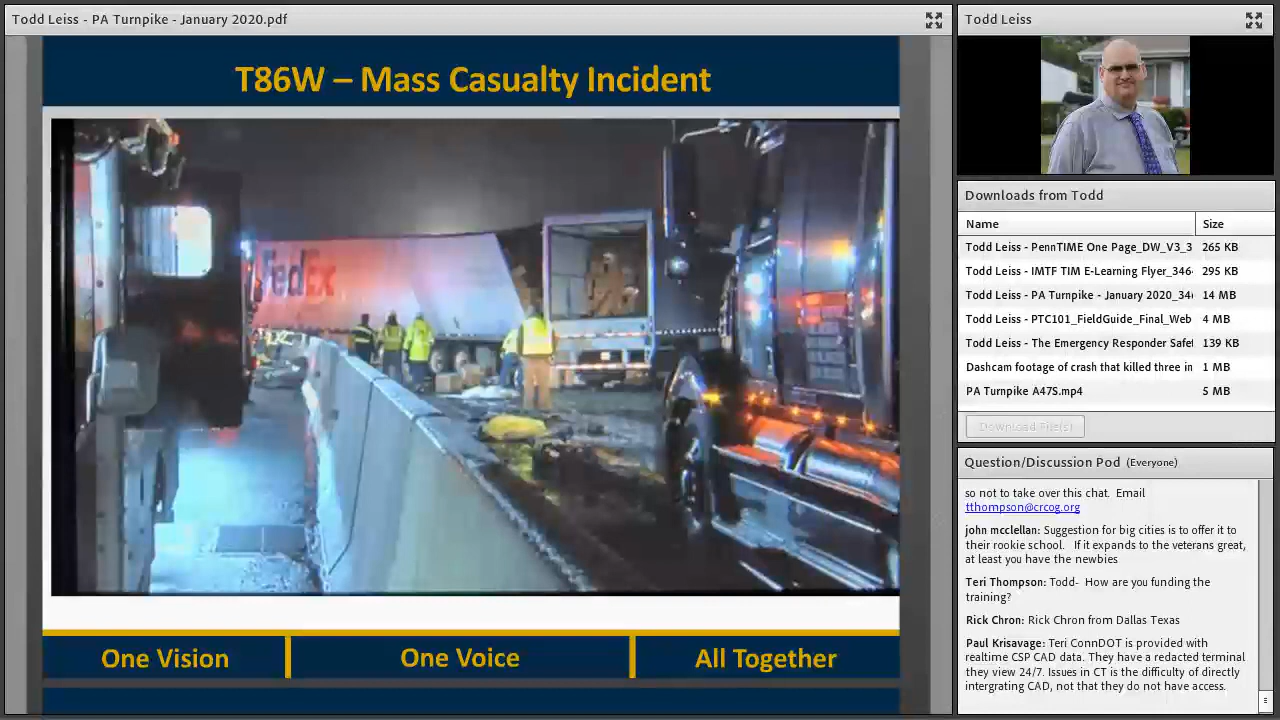 Todd Leiss - PA Turnpike - January 2020.pdf
T86W – Mass Casualty Incident
FedEx
One Vision
One Voice
All Together
Todd Leiss
Downloads from Todd
Name Size
Todd Leiss - PennTIME One Page_DW_V3_3 265 KB
Todd Leiss - IMTF TIM E-Learning Flyer_346 295 KB
Todd Leiss - PA Turnpike - January 2020_34 14 MB
Todd Leiss - PTC101_FieldGuide_Final_Web 4 MB
Todd Leiss - The Emergency Responder Safe 139 KB
Dashcam footage of crash that killed three in 1 MB
PA Turnpike A47S.mp4 5 MB
Download File(s)
Question/Discussion Pod (Everyone)
so not to take over this chat. Email
tthompson@crcog.org
john mcclellan: Suggestion for big cities is to offer it to
their rookie school. If it expands to the veterans great,
at least you have the newbies
Teri Thompson: Todd- How are you funding the
training?
Rick Chron: Rick Chron from Dallas Texas
Paul Krisavage: Teri ConnDOT is provided with
realtime CSP CAD data. They have a redacted terminal
they view 24/7. Issues in CT is the difficulty of directly
intergrating CAD, not that they do not have access.